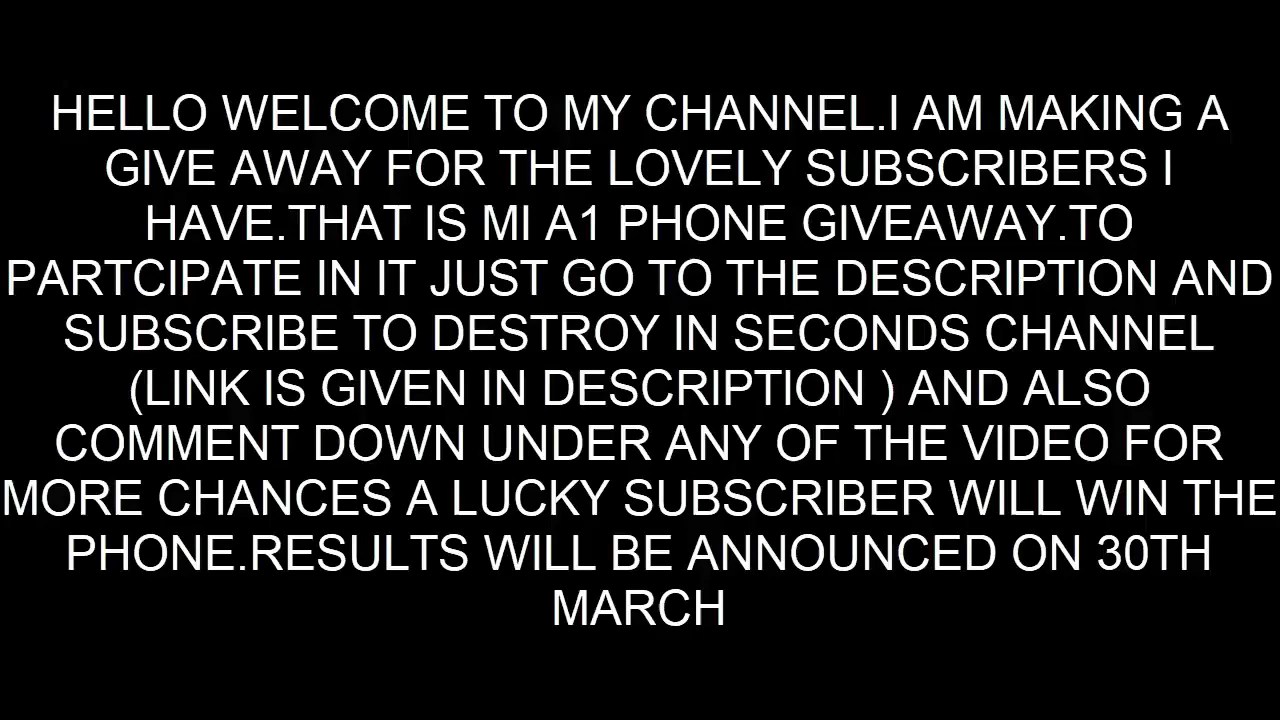 HELLO WELCOME TO MY CHANNEL.I AM MAKING A
GIVE AWAY FOR THE LOVELY SUBSCRIBERS I
HAVE.THAT IS MI A1 PHONE GIVEAWAY.TO
PARTCIPATE IN IT JUST GO TO THE DESCRIPTION AND
SUBSCRIBE TO DESTROY IN SECONDS CHANNEL
(LINK IS GIVEN IN DESCRIPTION ) AND ALSO
COMMENT DOWN UNDER ANY OF THE VIDEO FOR
MORE CHANCES A LUCKY SUBSCRIBER WILL WIN THE
PHONE.RESULTS WILL BE ANNOUNCED ON 30TH
MARCH